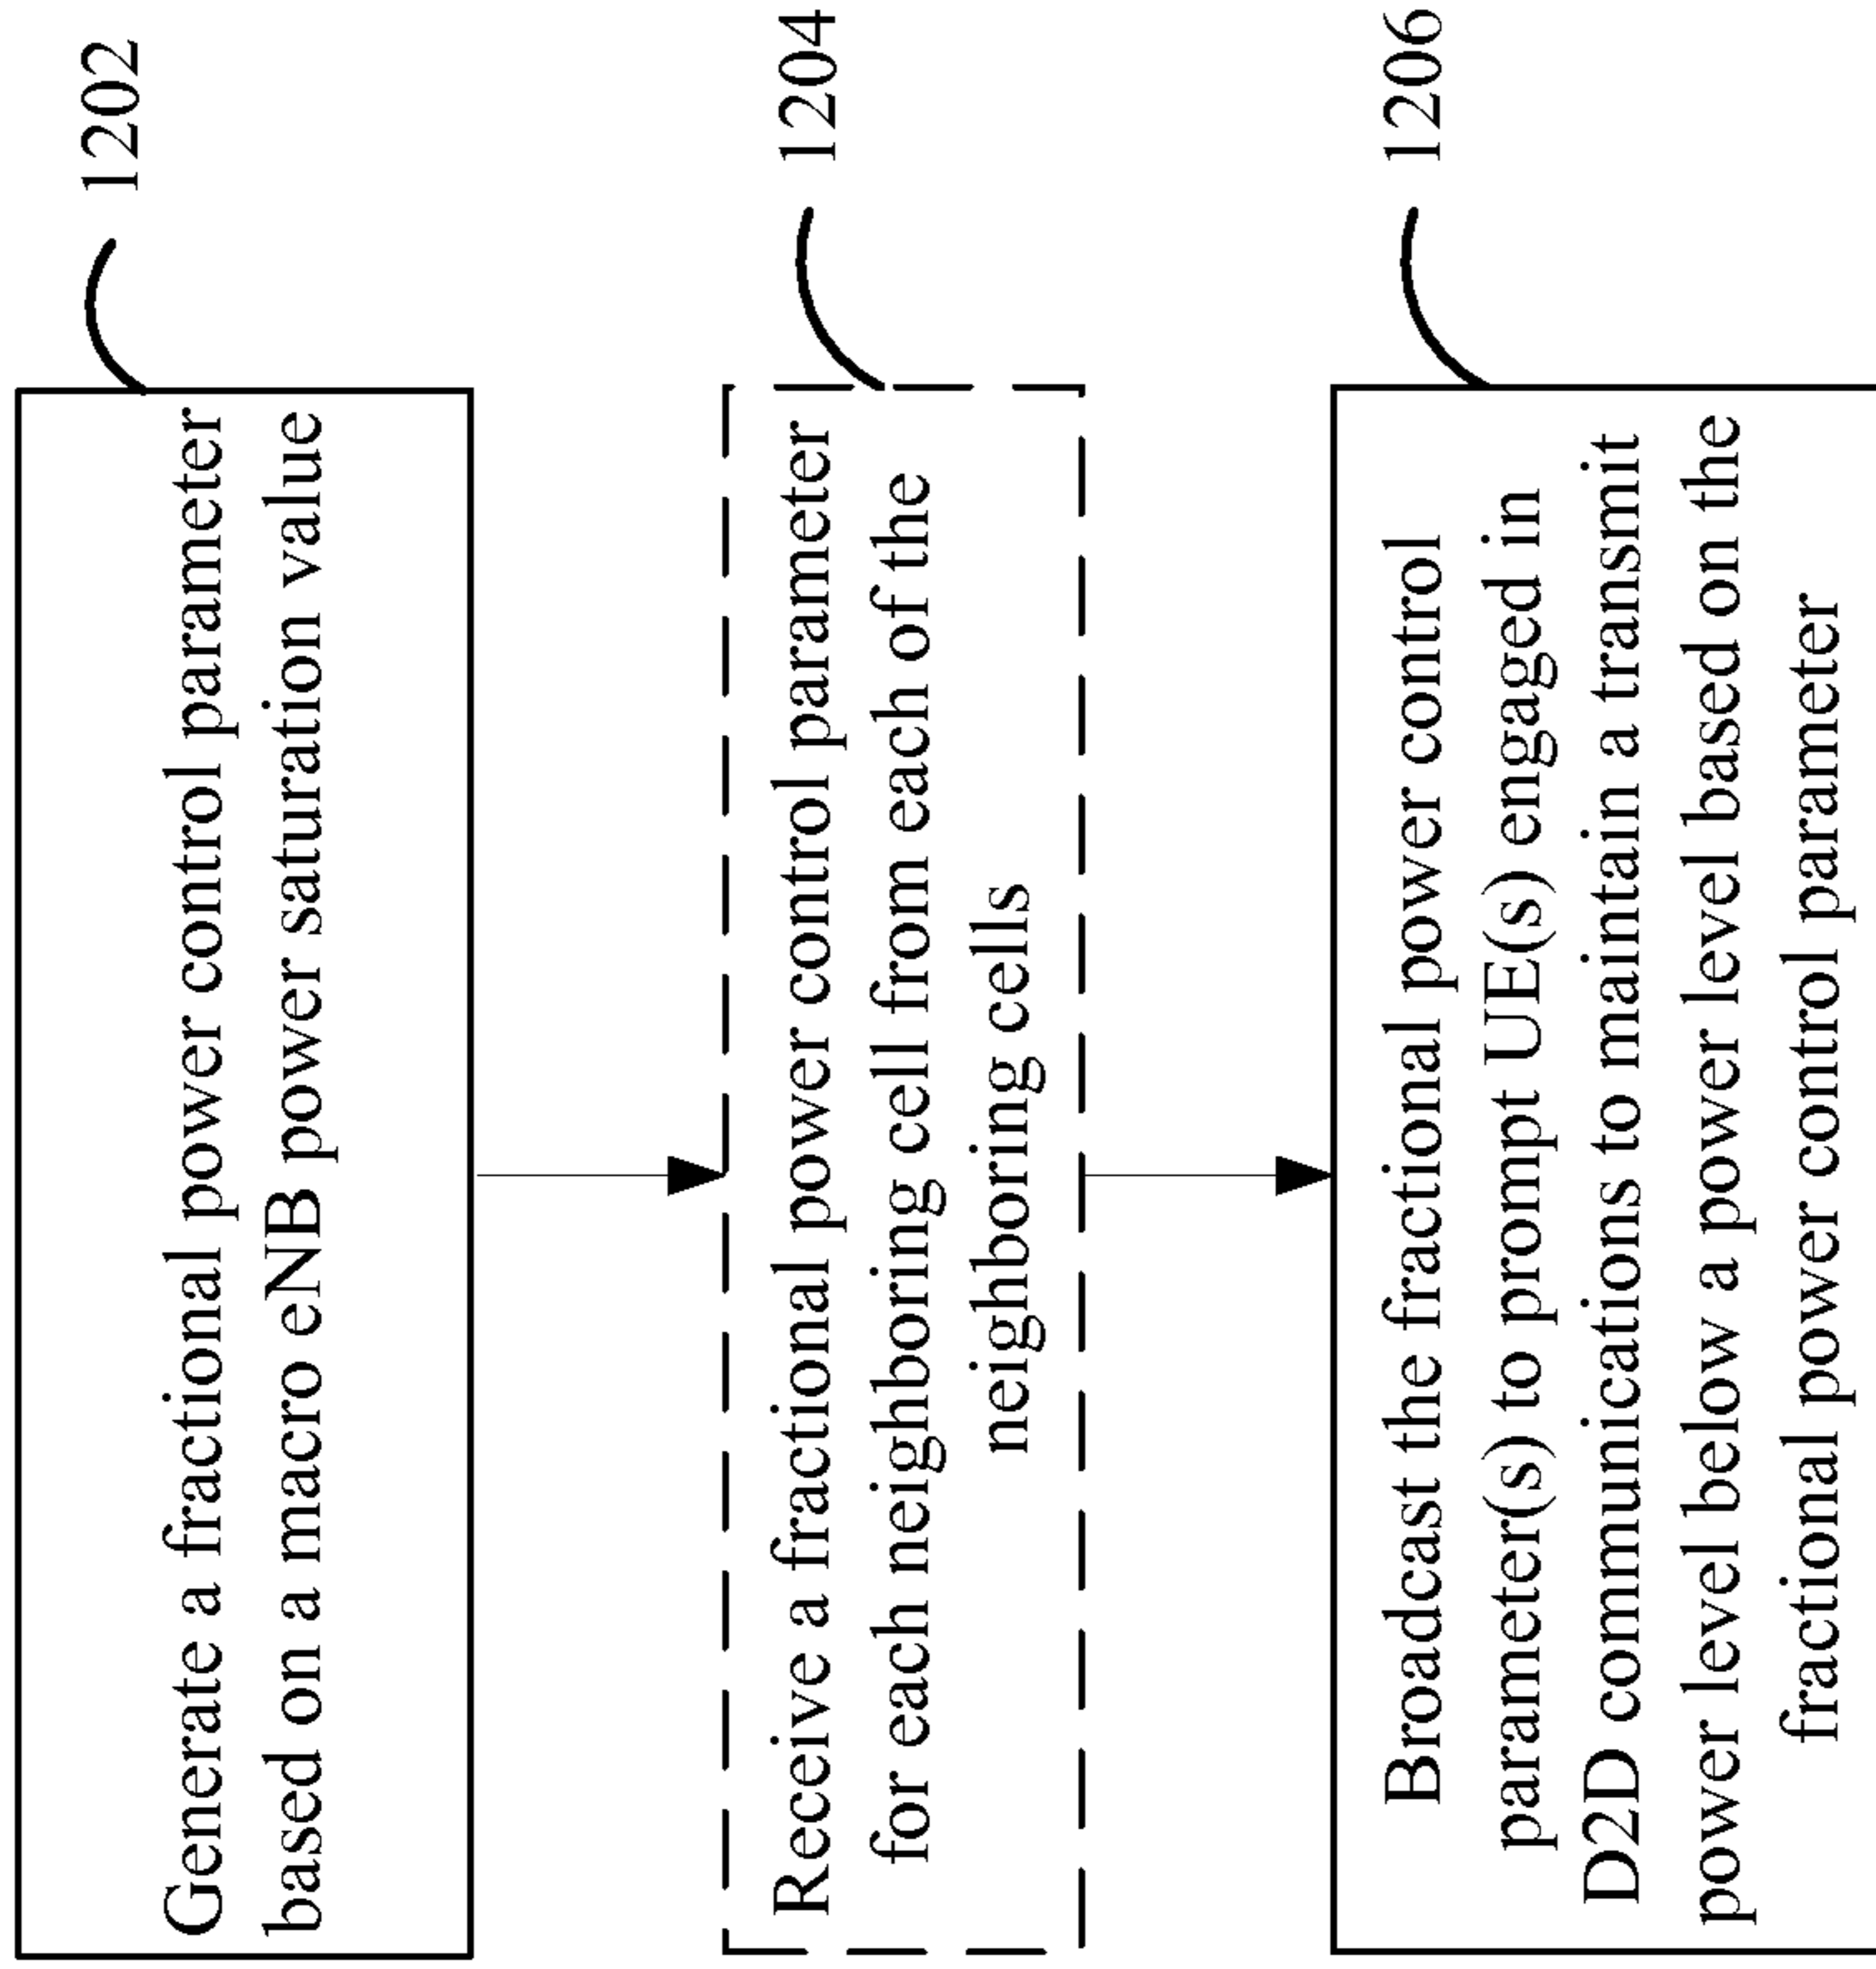 1202
Generate a fractional power control parameter
based on a macro eNB power saturation value
1204
Receive a fractional power control parameter
for each neighboring cell from each of the
neighboring cells
1206
Broadcast the fractional power control
parameter(s) to prompt UE(s) engaged in
D2D communications to maintain a transmit
power level below a power level based on the
fractional power control parameter